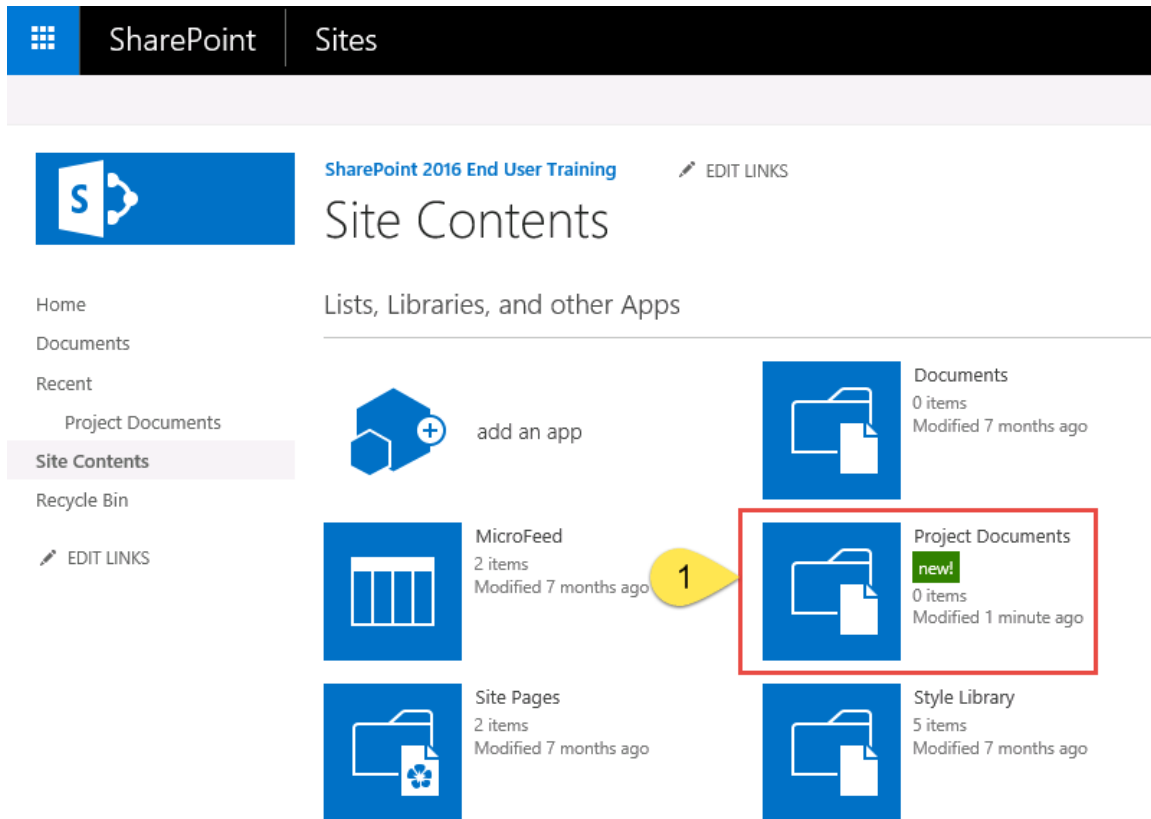 SharePoint
Sites
S
SharePoint 2016 End User Training
EDIT LINKS
Site Contents
Home
Documents
Recent
Project Documents
Site Contents
Recycle Bin
EDIT LINKS
Lists, Libraries, and other Apps
add an app
Documents
0 items
Modified 7 months ago
MicroFeed
2 items
Modified 7 months ago
1
Project Documents
new!
0 items
Modified 1 minute ago
Site Pages
2 items
Modified 7 months ago
Style Library
5 items
Modified 7 months ago